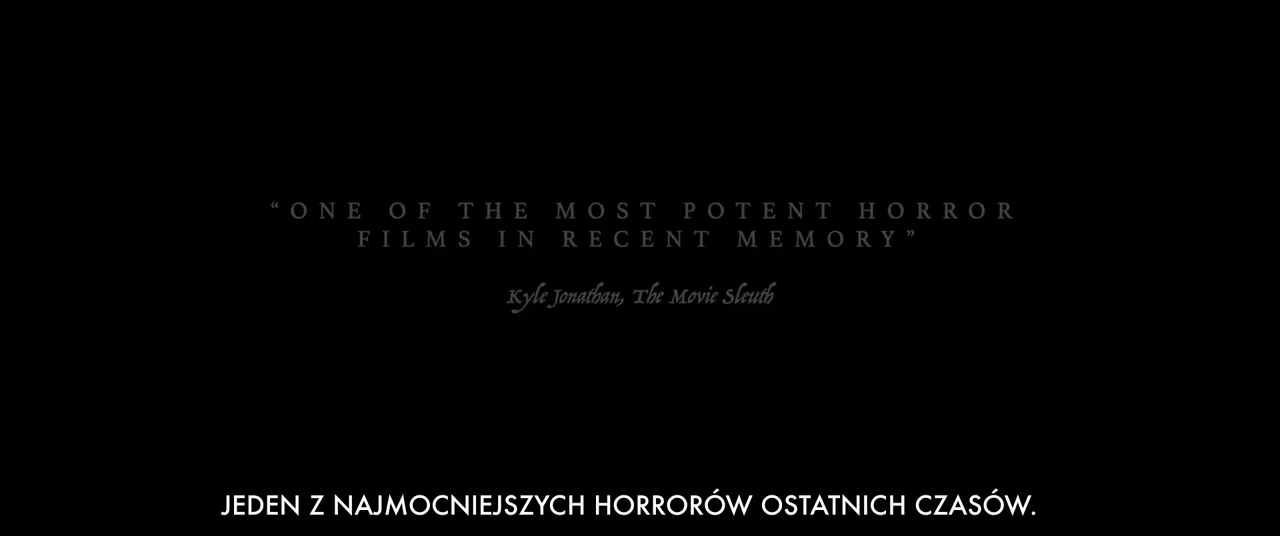 “ONE OF THE MOST POTENT HORROR
FILMS IN RECENT MEMORY”
Kyle Jonathan, The Movie Sleuth
JEDEN Z NAJMOCNIEJSZYCH HORRORÓW OSTATNICH CZASÓW.